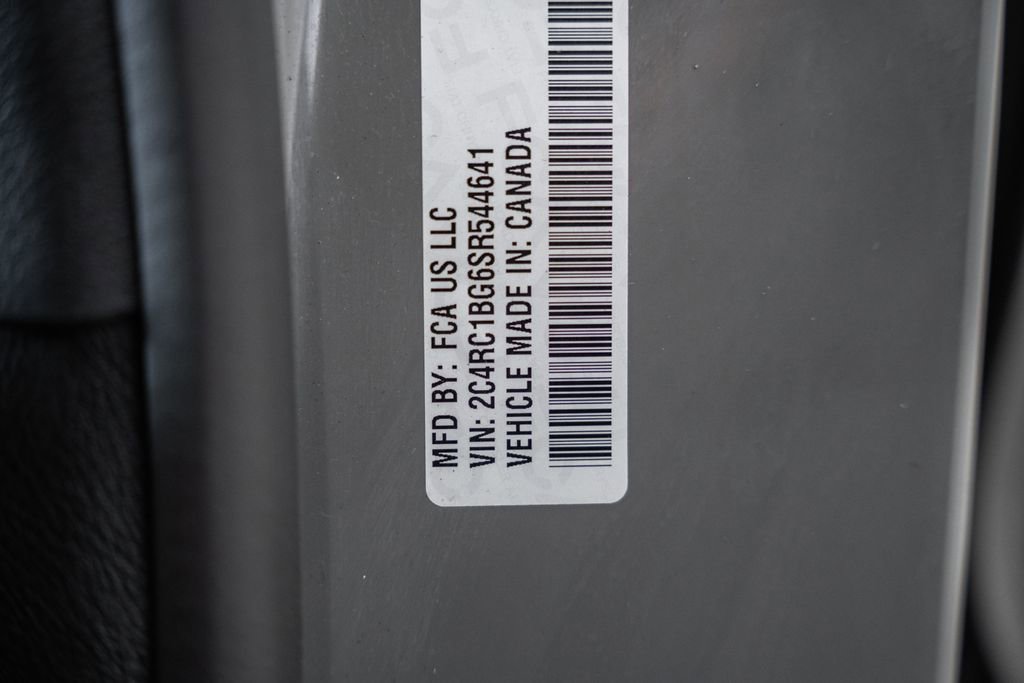 MFD BY: FCA US LLC
VIN: 2C4RC1BG6SR544641
VEHICLE MADE IN: CANADA